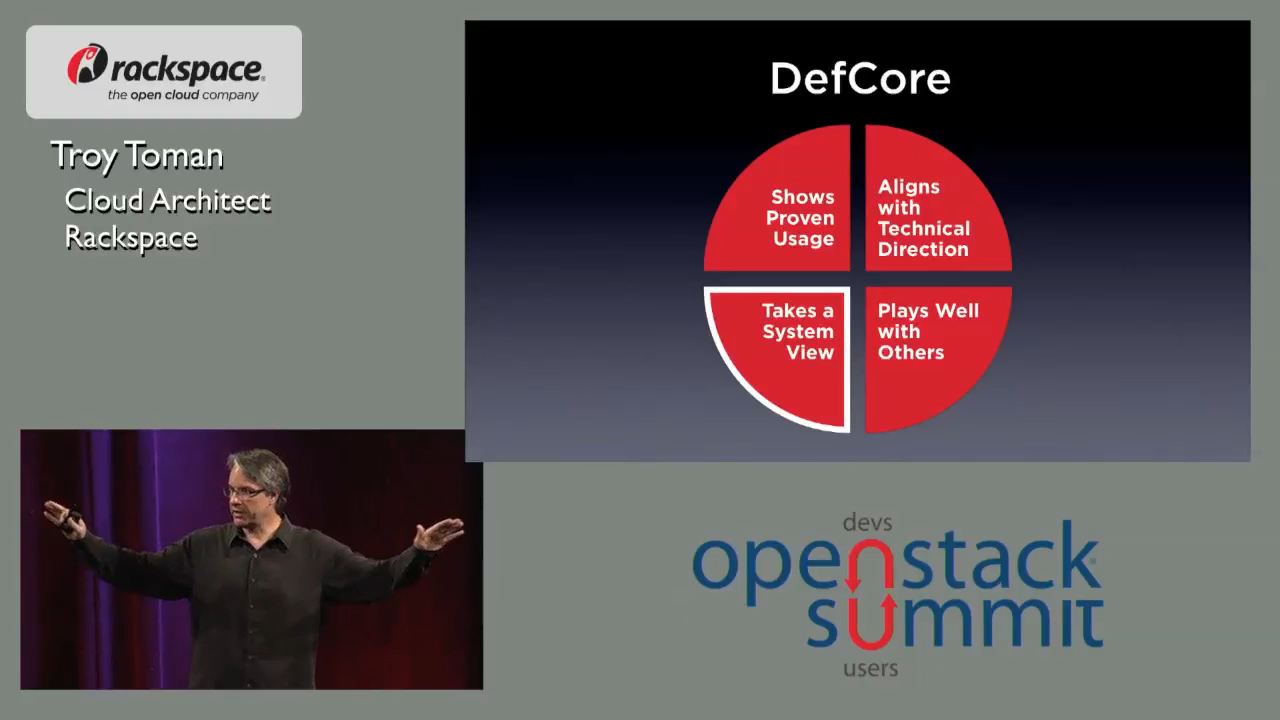 rackspace®
the open cloud company
Troy Toman
Cloud Architect
Rackspace
DefCore
Shows
Proven
Usage
Aligns
with
Technical
Direction
Takes a
System
View
Plays Well
with
Others
devs
openstack
summit
users